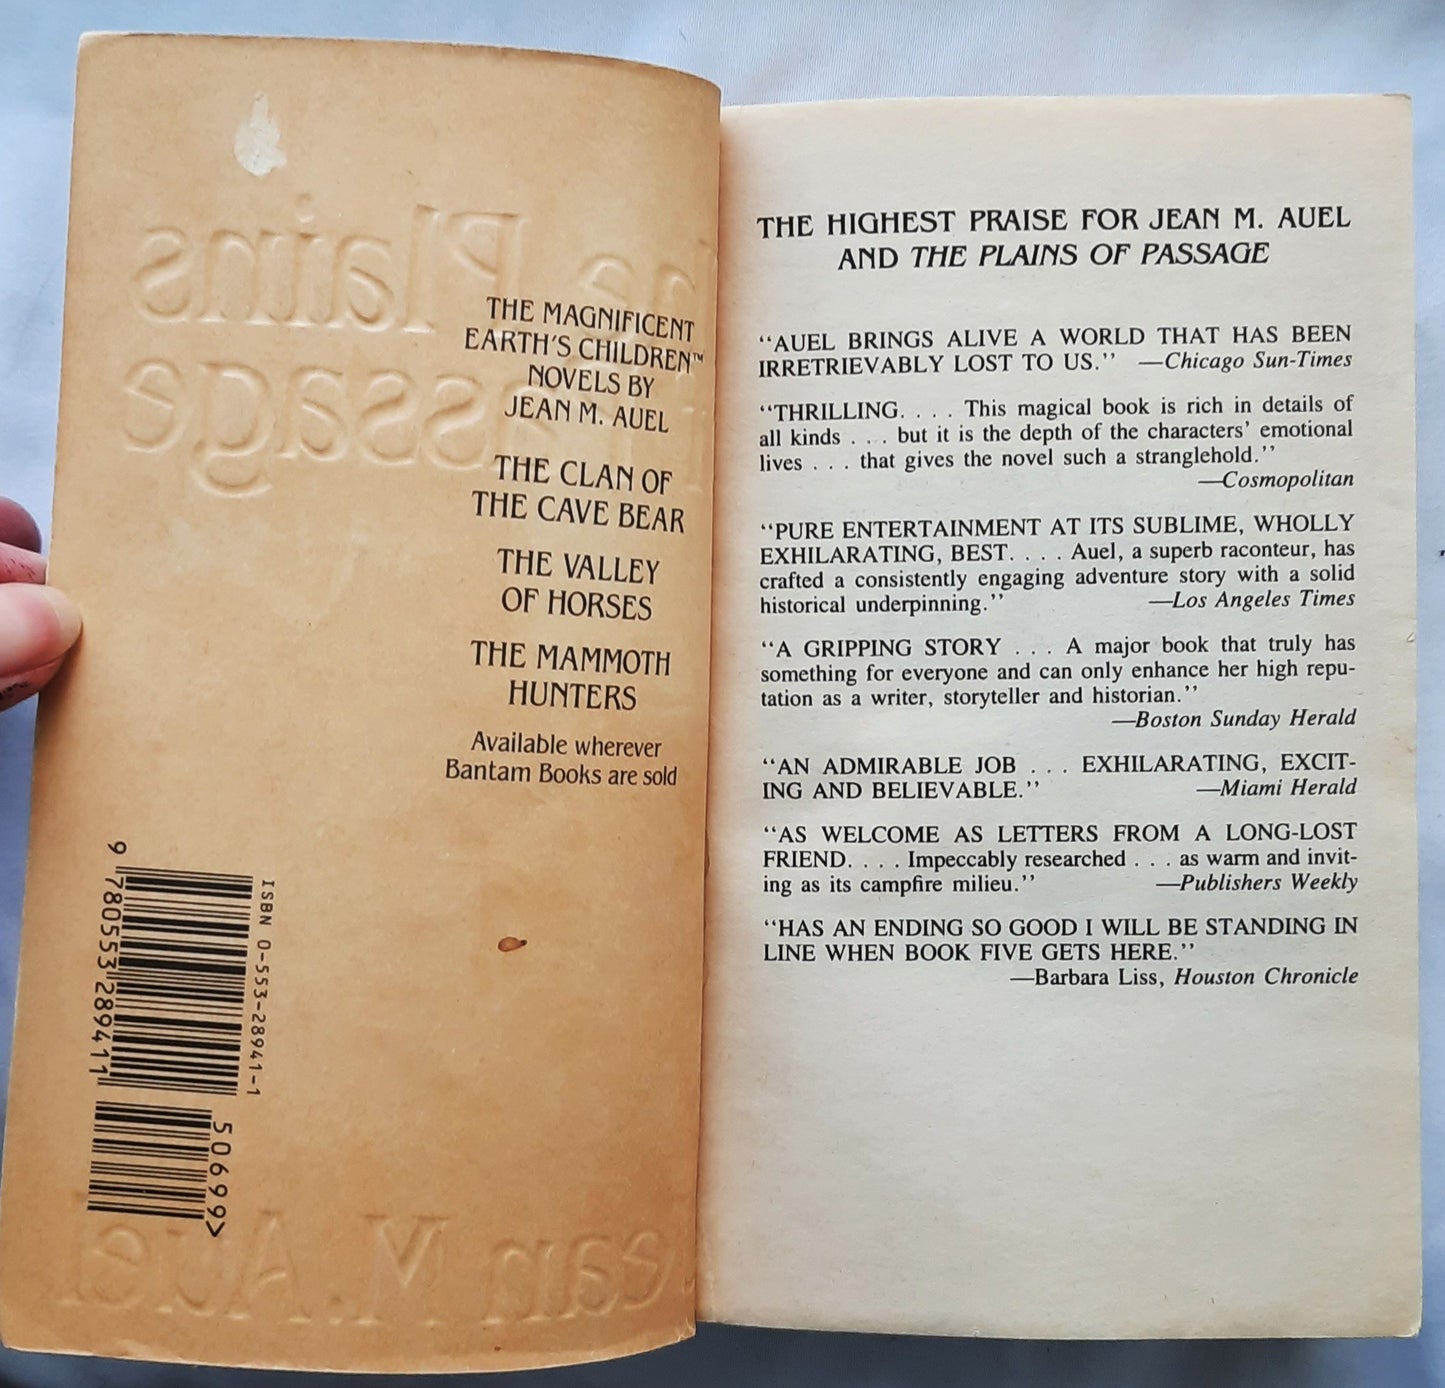 THE MAGNIFICENT
EARTH'S CHILDREN™
NOVELS BY
JEAN M. AUEL
THE CLAN OF
THE CAVE BEAR
THE VALLEY
OF HORSES
THE MAMMOTH
HUNTERS
Available wherever
Bantam Books are sold
ISBN 0-553-28941-1
9 780553 289411
50699>
Plains
Passage
Jean M. Auel
THE HIGHEST PRAISE FOR JEAN M. AUEL
AND THE PLAINS OF PASSAGE
"AUEL BRINGS ALIVE A WORLD THAT HAS BEEN
IRRETRIEVABLY LOST TO US." —Chicago Sun-Times
"THRILLING. . . . This magical book is rich in details of
all kinds . . . but it is the depth of the characters' emotional
lives . . . that gives the novel such a stranglehold."
—Cosmopolitan
"PURE ENTERTAINMENT AT ITS SUBLIME, WHOLLY
EXHILARATING, BEST. . . . Auel, a superb raconteur, has
crafted a consistently engaging adventure story with a solid
historical underpinning." —Los Angeles Times
"A GRIPPING STORY . . . A major book that truly has
something for everyone and can only enhance her high repu-
tation as a writer, storyteller and historian."
—Boston Sunday Herald
"AN ADMIRABLE JOB . . . EXHILARATING, EXCIT-
ING AND BELIEVABLE." —Miami Herald
"AS WELCOME AS LETTERS FROM A LONG-LOST
FRIEND. . . . Impeccably researched . . . as warm and invit-
ing as its campfire milieu." —Publishers Weekly
"HAS AN ENDING SO GOOD I WILL BE STANDING IN
LINE WHEN BOOK FIVE GETS HERE."
—Barbara Liss, Houston Chronicle